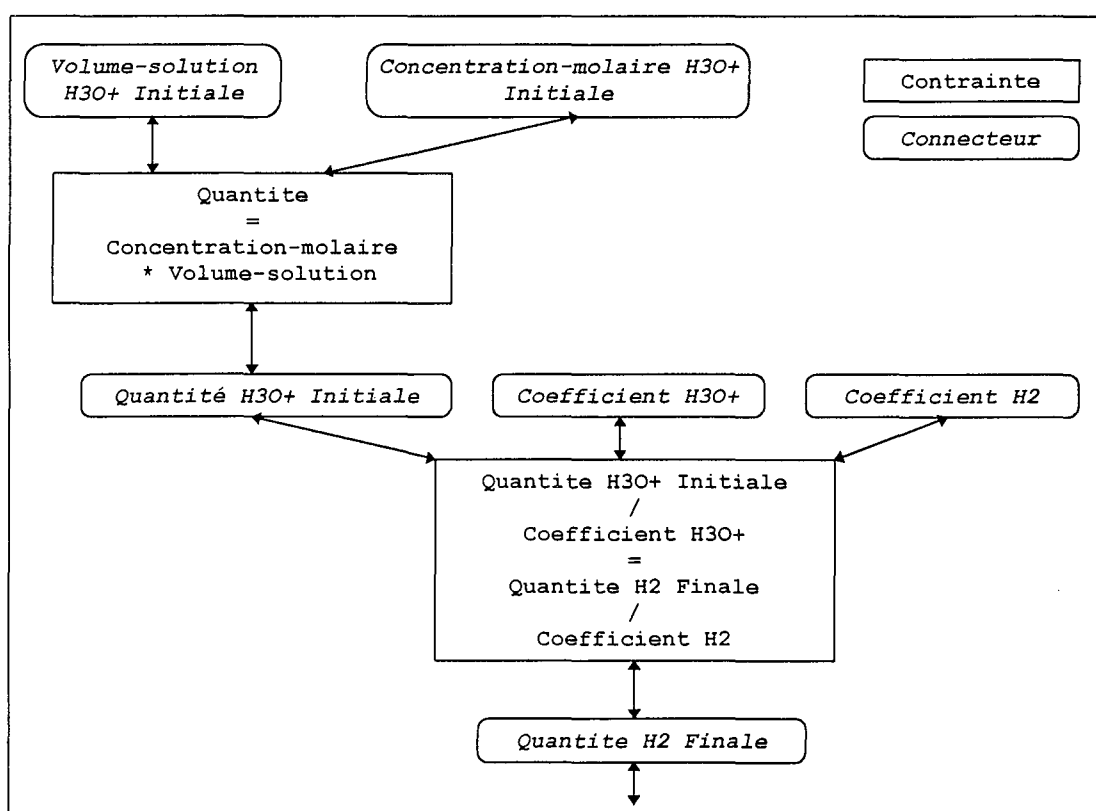 Volume-solution
H3O+ Initiale
Concentration-molaire H3O+
Initiale
Contrainte
Connecteur
Quantite
=
Concentration-molaire
* Volume-solution
Quantité H3O+ Initiale
Coefficient H3O+
Coefficient H2
Quantite H3O+ Initiale
/
Coefficient H3O+
=
Quantite H2 Finale
/
Coefficient H2
Quantite H2 Finale